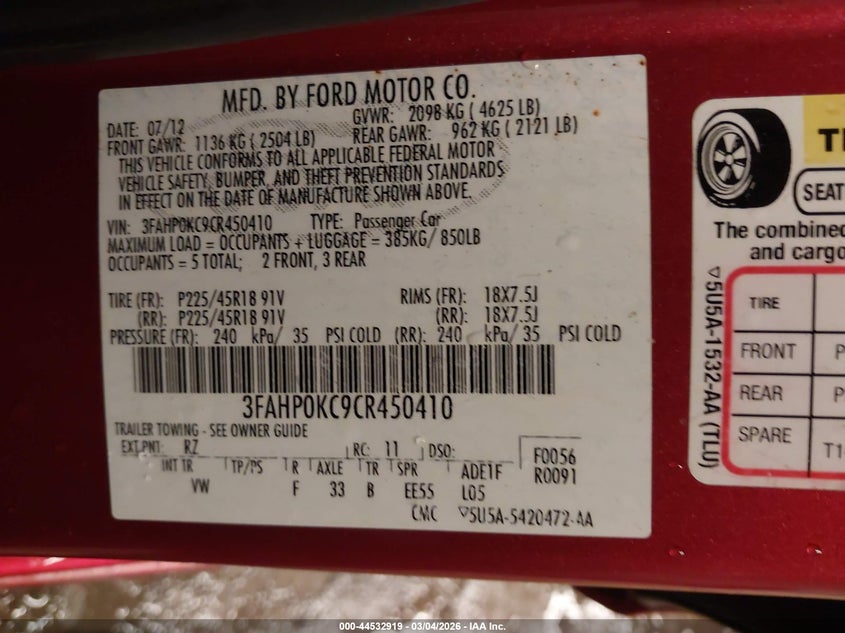 MFD. BY FORD MOTOR CO.
DATE: 07/12 GVWR: 2098 KG ( 4625 LB)
FRONT GAWR: 1136 KG ( 2504 LB) REAR GAWR: 962 KG ( 2121 LB)
THIS VEHICLE CONFORMS TO ALL APPLICABLE FEDERAL MOTOR
VEHICLE SAFETY, BUMPER, AND THEFT PREVENTION STANDARDS
IN EFFECT ON THE DATE OF MANUFACTURE SHOWN ABOVE.
VIN: 3FAHP0KC9CR450410 TYPE: Passenger Car
MAXIMUM LOAD = OCCUPANTS + LUGGAGE = 385KG/ 850LB
OCCUPANTS = 5 TOTAL; 2 FRONT, 3 REAR
TIRE (FR): P225/45R18 91V RIMS (FR): 18X7.5J
(RR): P225/45R18 91V (RR): 18X7.5J
PRESSURE (FR): 240 kPa/ 35 PSI COLD (RR): 240 kPa/ 35 PSI COLD
3FAHP0KC9CR450410
TRAILER TOWING - SEE OWNER GUIDE
EXT.PNT: RZ RC: 11 DSO: F0056
INT TR TP/PS R AXLE TR SPR ADE1F R0091
VW F 33 B EE55 L05
CMC ▽5U5A-5420472-AA
TI
SEAT
The combined
and cargo
TIRE
FRONT P
REAR P
SPARE T1
▽5U5A-1532-AA (TLU)
000-44532919 - 03/04/2026 - IAA Inc.